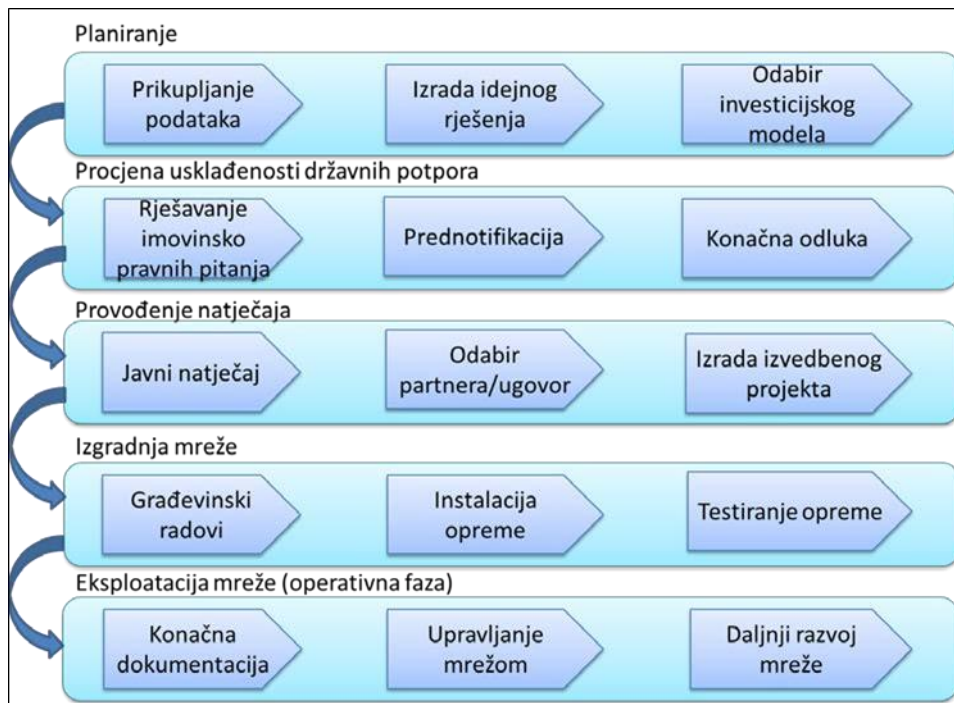 Planiranje
Prikupljanje
podataka
Izrada idejnog
rješenja
Odabir
investicijskog
modela
Procjena usklađenosti državnih potpora
Rješavanje
imovinsko
pravnih pitanja
Prednotifikacija
Konačna odluka
Provođenje natječaja
Javni natječaj
Odabir
partnera/ugovor
Izrada izvedbenog
projekta
Izgradnja mreže
Građevinski
radovi
Instalacija
opreme
Testiranje opreme
Eksploatacija mreže (operativna faza)
Konačna
dokumentacija
Upravljanje
mrežom
Daljnji razvoj
mreže